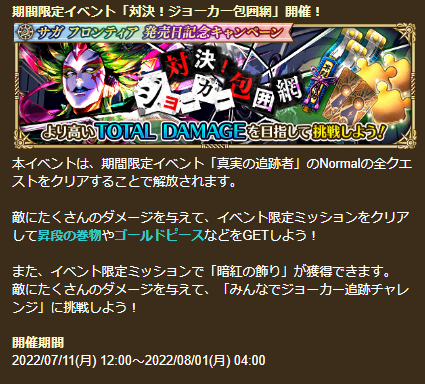 期間限定イベント「対決！ジョーカー包囲網」開催！
サガ フロンティア 発売日記念キャンペーン
対決！
ジョーカー包囲網
より高いTOTAL DAMAGEを目指して挑戦しよう！
本イベントは、期間限定イベント「真実の追跡者」のNormalの全クエ
ストをクリアすることで解放されます。
敵にたくさんのダメージを与えて、イベント限定ミッションをクリア
して昇段の巻物やゴールドピースなどをGETしよう！
また、イベント限定ミッションで「暗紅の飾り」が獲得できます。
敵にたくさんのダメージを与えて、「みんなでジョーカー追跡チャレ
ンジ」に挑戦しよう！
開催期間
2022/07/11(月) 12:00～2022/08/01(月) 04:00